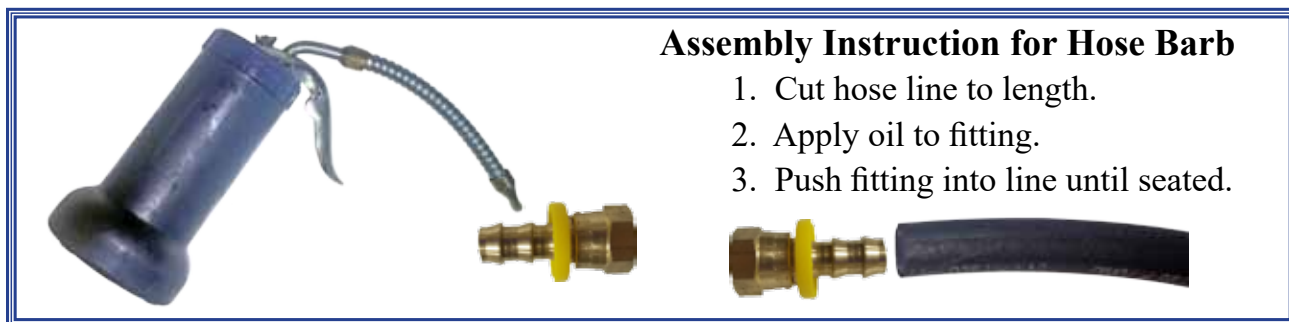 Assembly Instruction for Hose Barb
1. Cut hose line to length.
2. Apply oil to fitting.
3. Push fitting into line until seated.